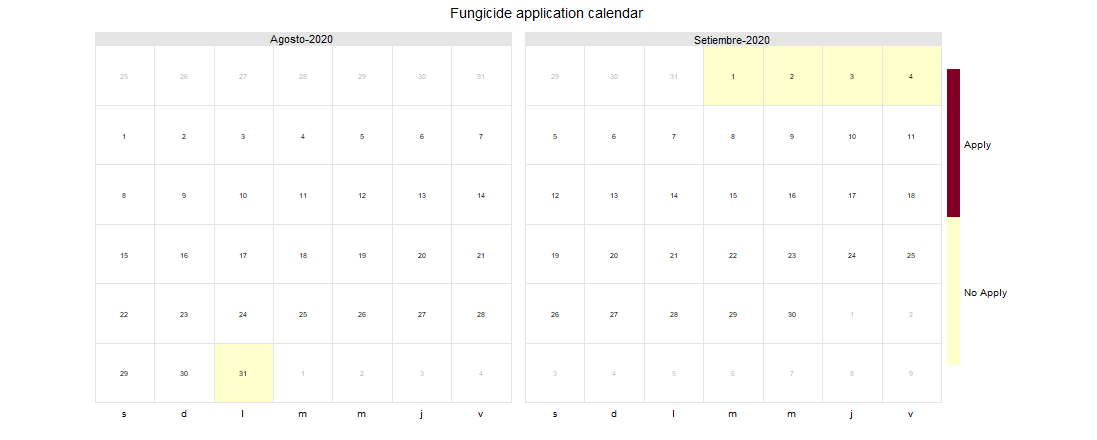 Fungicide application calendar
Agosto-2020
25 26 27 28 29 30 31
1 2 3 4 5 6 7
8 9 10 11 12 13 14
15 16 17 18 19 20 21
22 23 24 25 26 27 28
29 30 31 1 2 3 4
s d l m m j v
Setiembre-2020
29 30 31 1 2 3 4
5 6 7 8 9 10 11
12 13 14 15 16 17 18
19 20 21 22 23 24 25
26 27 28 29 30 1 2
3 4 5 6 7 8 9
s d l m m j v
Apply
No Apply